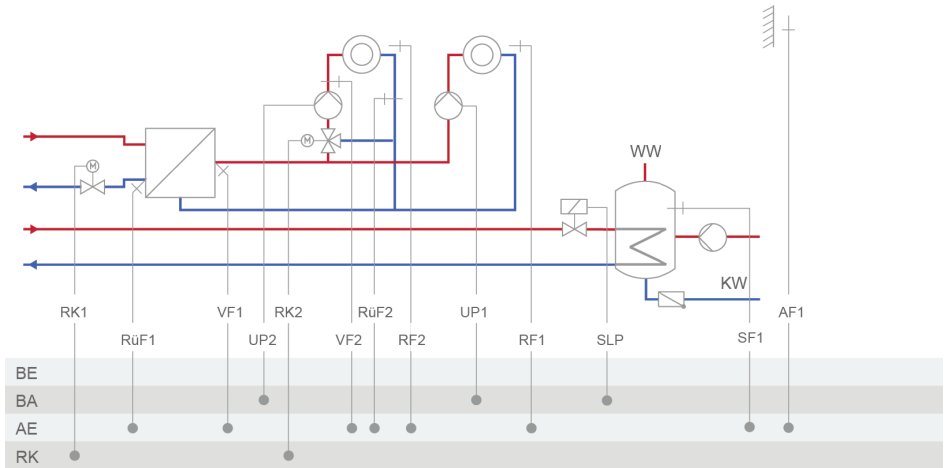 M
M
WW
KW
RK1 VF1 RK2 RüF2 UP1 AF1
RüF1 UP2 VF2 RF2 RF1 SLP SF1
BE
BA
AE
RK